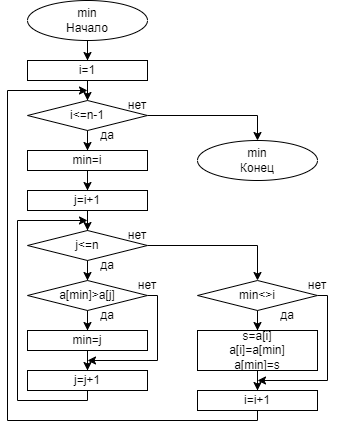 min
Начало
i=1
i<=n-1
нет
да
min
Конец
min=i
j=i+1
j<=n
нет
да
a[min]>a[j]
нет
да
min<>i
нет
да
min=j
s=a[i]
a[i]=a[min]
a[min]=s
j=j+1
i=i+1